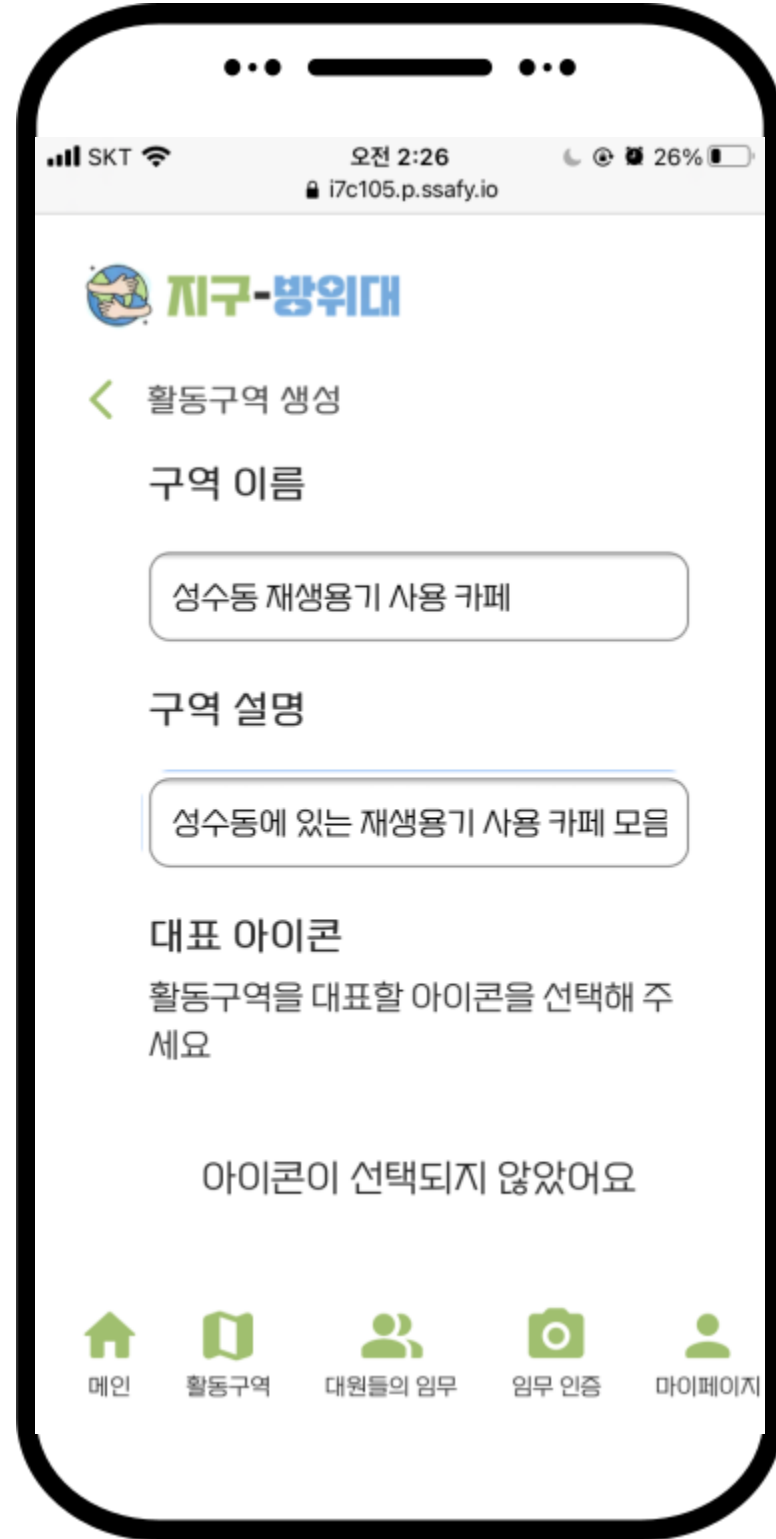 SKT 오전 2:26 26%
i7c105.p.ssafy.io
지구-방위대
활동구역 생성
구역 이름
성수동 재생용기 사용 카페
구역 설명
성수동에 있는 재생용기 사용 카페 모음
대표 아이콘
활동구역을 대표할 아이콘을 선택해 주
세요
아이콘이 선택되지 않았어요
메인 활동구역 대원들의 임무 임무 인증 마이페이지